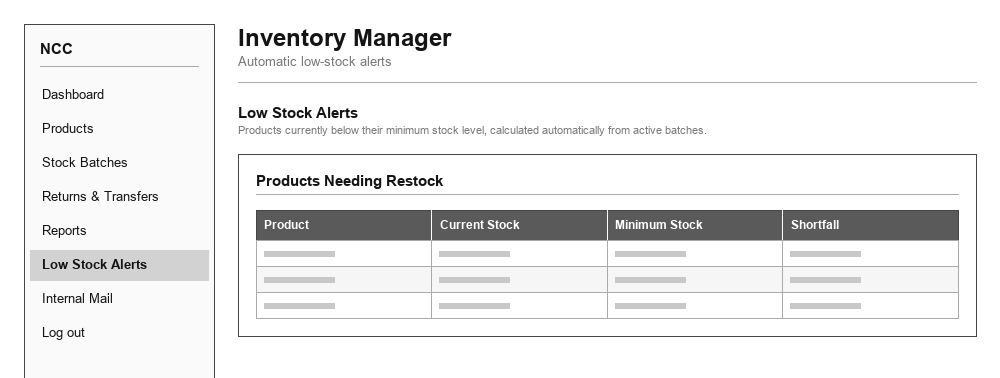 NCC
Dashboard
Products
Stock Batches
Returns & Transfers
Reports
Low Stock Alerts
Internal Mail
Log out
Inventory Manager
Automatic low-stock alerts
Low Stock Alerts
Products currently below their minimum stock level, calculated automatically from active batches.
Products Needing Restock
Product Current Stock Minimum Stock Shortfall